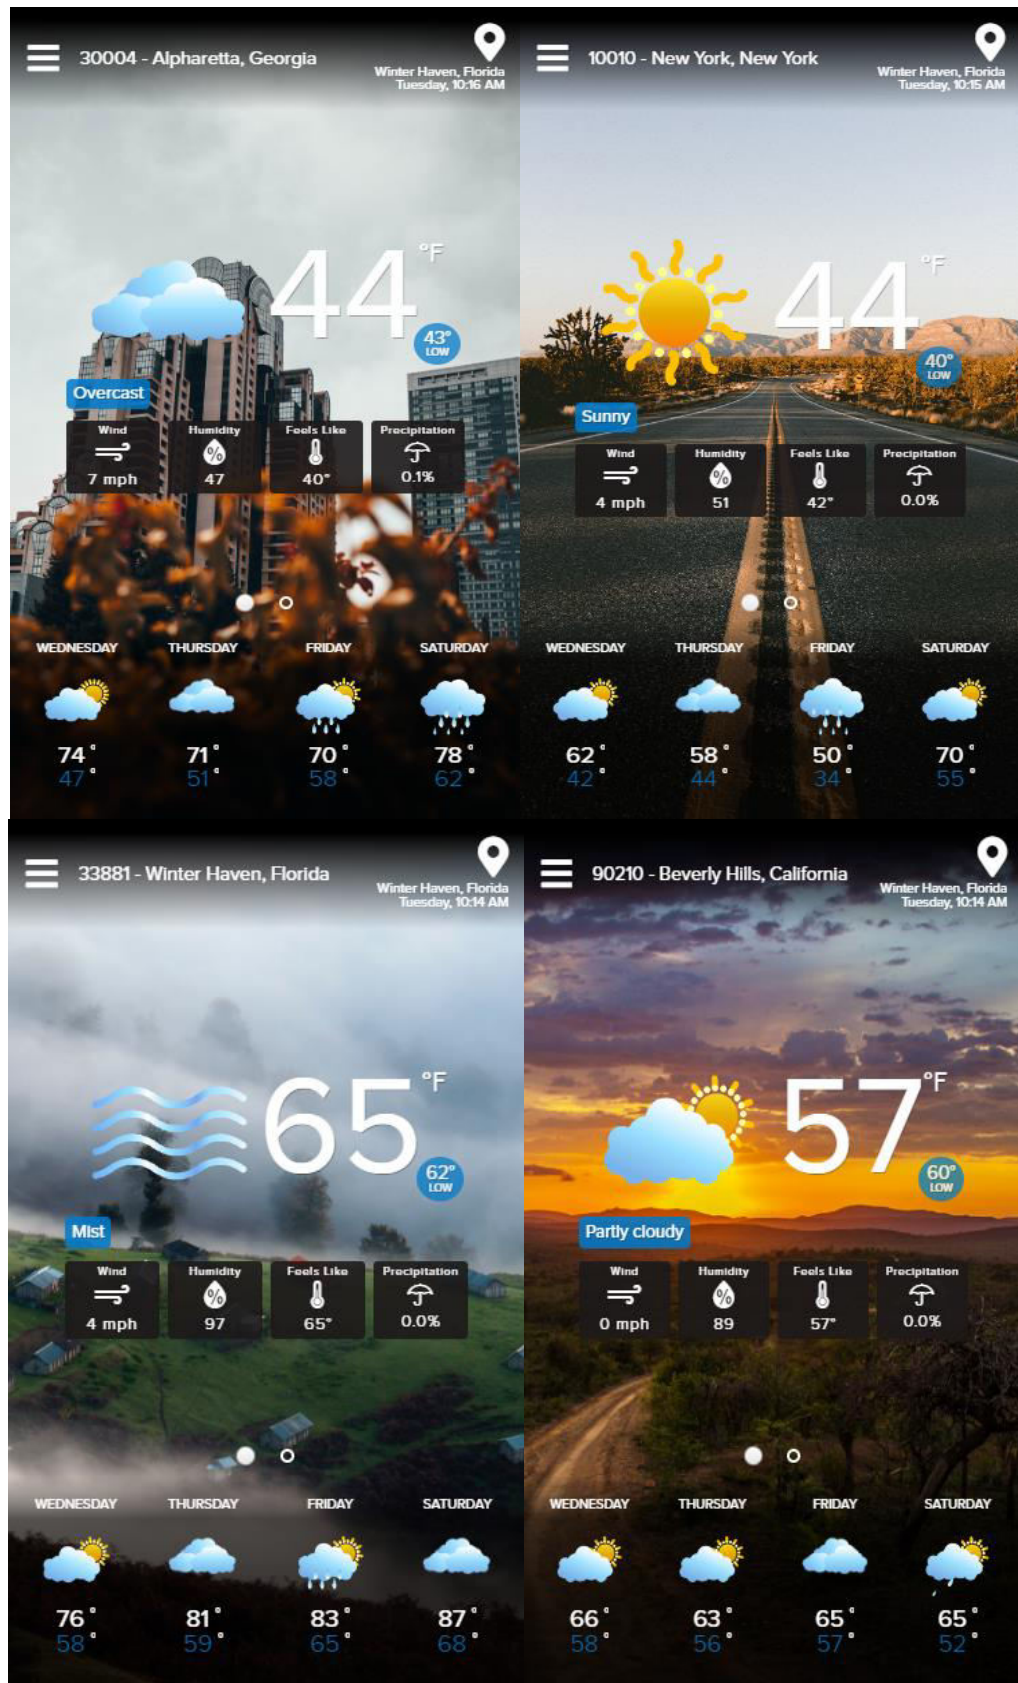 30004 - Alpharetta, Georgia
Winter Haven, Florida
Tuesday, 10:16 AM
44 °F
43°
LOW
Overcast
Wind Humidity Feels Like Precipitation
%
7 mph 47 40° 0.1%
WEDNESDAY THURSDAY FRIDAY SATURDAY
74° 71° 70° 78°
47° 51° 58° 62°
10010 - New York, New York
Winter Haven, Florida
Tuesday, 10:15 AM
44 °F
40°
LOW
Sunny
Wind Humidity Feels Like Precipitation
%
4 mph 51 42° 0.0%
WEDNESDAY THURSDAY FRIDAY SATURDAY
62° 58° 50° 70°
42° 44° 34° 55°
33881 - Winter Haven, Florida
Winter Haven, Florida
Tuesday, 10:14 AM
65 °F
62°
LOW
Mist
Wind Humidity Feels Like Precipitation
%
4 mph 97 65° 0.0%
WEDNESDAY THURSDAY FRIDAY SATURDAY
76° 81° 83° 87°
58° 59° 65° 68°
90210 - Beverly Hills, California
Winter Haven, Florida
Tuesday, 10:14 AM
57 °F
60°
LOW
Partly cloudy
Wind Humidity Feels Like Precipitation
%
0 mph 89 57° 0.0%
WEDNESDAY THURSDAY FRIDAY SATURDAY
66° 63° 65° 65°
58° 56° 57° 52°